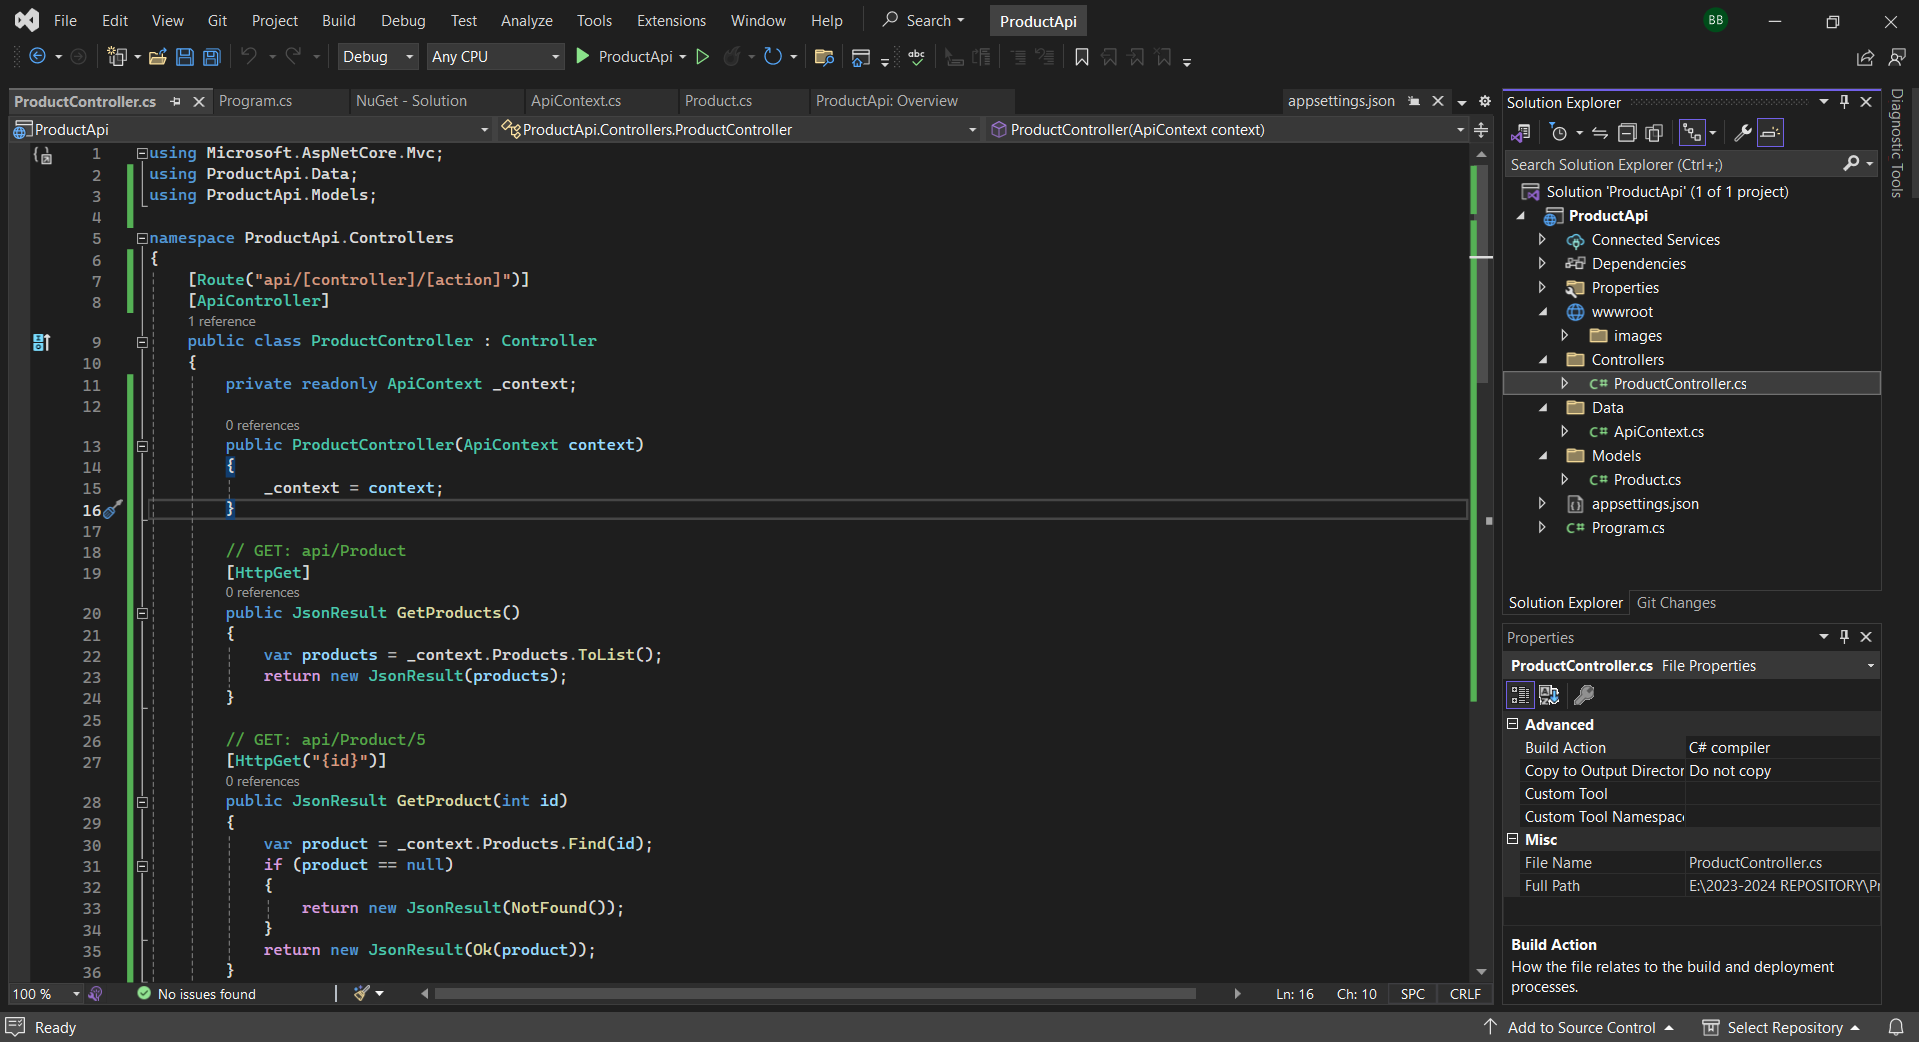 File Edit View Git Project Build Debug Test Analyze Tools Extensions Window Help Search ProductApi BB
Debug Any CPU ProductApi abc
ProductController.cs Program.cs NuGet - Solution ApiContext.cs Product.cs ProductApi: Overview appsettings.json
ProductApi ProductApi.Controllers.ProductController ProductController(ApiContext context)
1 using Microsoft.AspNetCore.Mvc;
2 using ProductApi.Data;
3 using ProductApi.Models;
4
5 namespace ProductApi.Controllers
6 {
7 [Route("api/[controller]/[action]")]
8 [ApiController]
1 reference
9 public class ProductController : Controller
10 {
11 private readonly ApiContext _context;
12
0 references
13 public ProductController(ApiContext context)
14 {
15 _context = context;
16 }
17
18 // GET: api/Product
19 [HttpGet]
0 references
20 public JsonResult GetProducts()
21 {
22 var products = _context.Products.ToList();
23 return new JsonResult(products);
24 }
25
26 // GET: api/Product/5
27 [HttpGet("{id}")]
0 references
28 public JsonResult GetProduct(int id)
29 {
30 var product = _context.Products.Find(id);
31 if (product == null)
32 {
33 return new JsonResult(NotFound());
34 }
35 return new JsonResult(Ok(product));
36 }
100 % No issues found Ln: 16 Ch: 10 SPC CRLF
Solution Explorer
Search Solution Explorer (Ctrl+;)
Solution 'ProductApi' (1 of 1 project)
ProductApi
Connected Services
Dependencies
Properties
wwwroot
images
Controllers
C# ProductController.cs
Data
C# ApiContext.cs
Models
C# Product.cs
appsettings.json
C# Program.cs
Solution Explorer Git Changes
Properties
ProductController.cs File Properties
Advanced
Build Action C# compiler
Copy to Output Director Do not copy
Custom Tool
Custom Tool Namespac
Misc
File Name ProductController.cs
Full Path E:\2023-2024 REPOSITORY\Pr
Build Action
How the file relates to the build and deployment
processes.
Diagnostic Tools
Ready Add to Source Control Select Repository